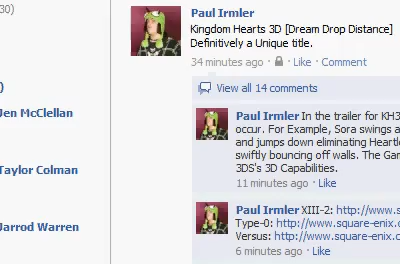 30)
)
Jen McClellan
Taylor Colman
Jarrod Warren
Paul Irmler
Kingdom Hearts 3D [Dream Drop Distance]
Definitively a Unique title.
34 minutes ago · Like · Comment
View all 14 comments
Paul Irmler In the trailer for KH3
occur. For Example, Sora swings a
and jumps down eliminating Heartle
swiftly bouncing off walls. The Gam
3DS's 3D Capabilities.
11 minutes ago · Like
Paul Irmler XIII-2: http://www.s
Type-0: http://www.square-enix.c
Versus: http://www.square-enix.co
6 minutes ago · Like